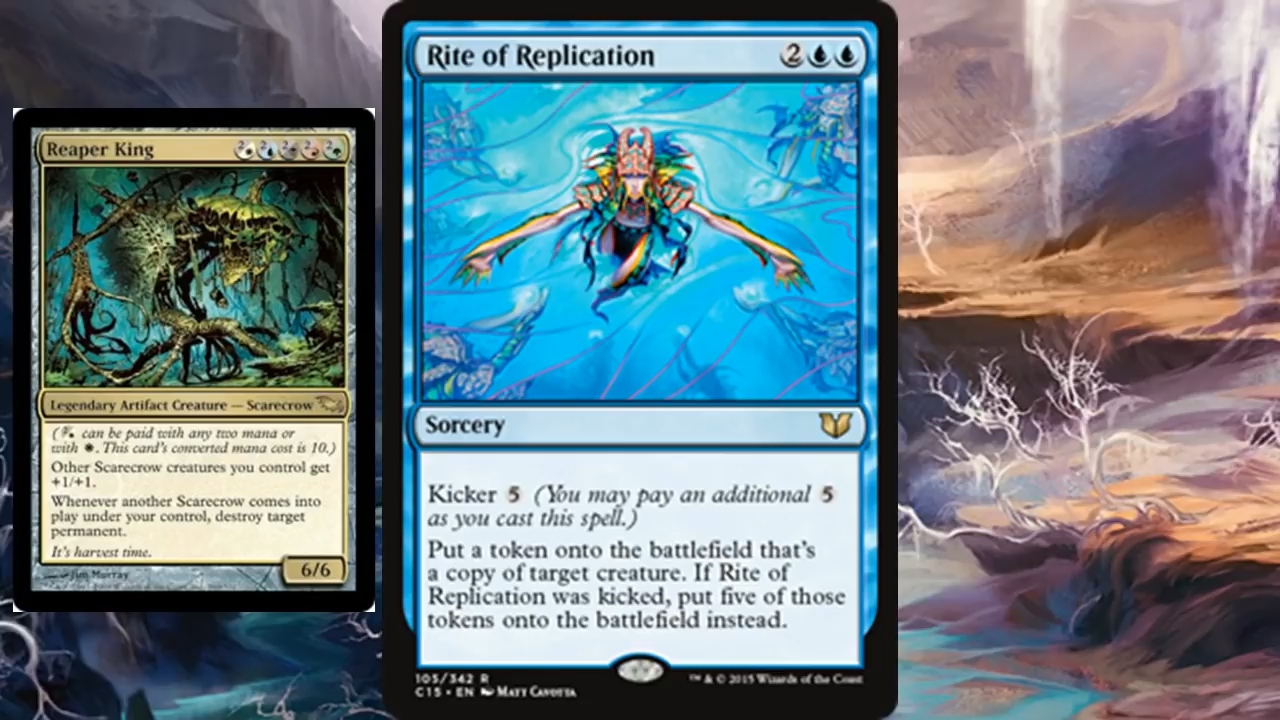 Reaper King
Legendary Artifact Creature — Scarecrow
( can be paid with any two mana or
with . This card's converted mana cost is 10.)
Other Scarecrow creatures you control get
+1/+1.
Whenever another Scarecrow comes into
play under your control, destroy target
permanent.
It's harvest time.
6/6
Jim Murray
Rite of Replication 2
Sorcery
Kicker 5 (You may pay an additional 5
as you cast this spell.)
Put a token onto the battlefield that's
a copy of target creature. If Rite of
Replication was kicked, put five of those
tokens onto the battlefield instead.
105/342 R
C15 • EN Matt Cavotta
™ & © 2015 Wizards of the Coast